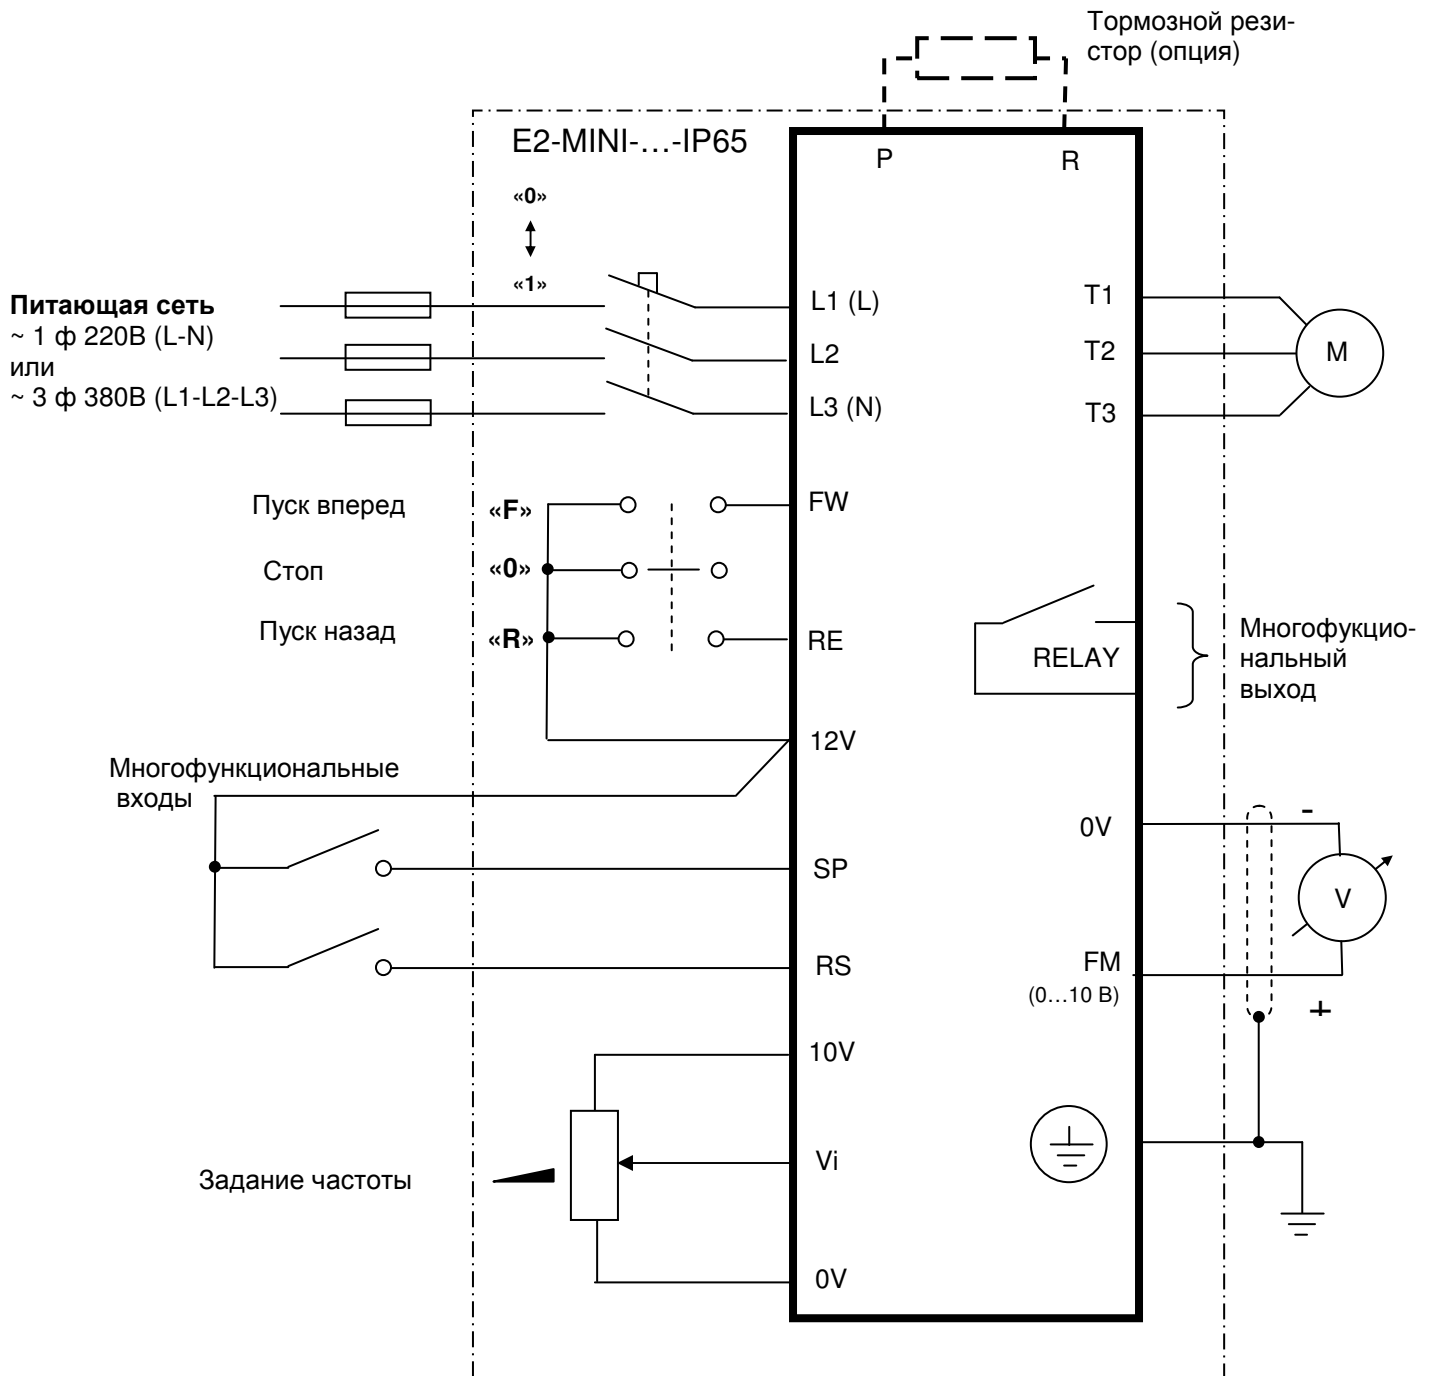 Тормозной рези-
стор (опция)
E2-MINI-...-IP65
P
R
«0»
«1»
Питающая сеть
~ 1 ф 220В (L-N)
или
~ 3 ф 380В (L1-L2-L3)
L1 (L)
L2
L3 (N)
T1
T2
T3
M
Пуск вперед
«F»
FW
Стоп
«0»
Пуск назад
«R»
RE
RELAY
Многофукцио-
нальный
выход
12V
Многофункциональные
входы
0V
-
SP
V
RS
FM
(0...10 В)
+
10V
Задание частоты
Vi
0V